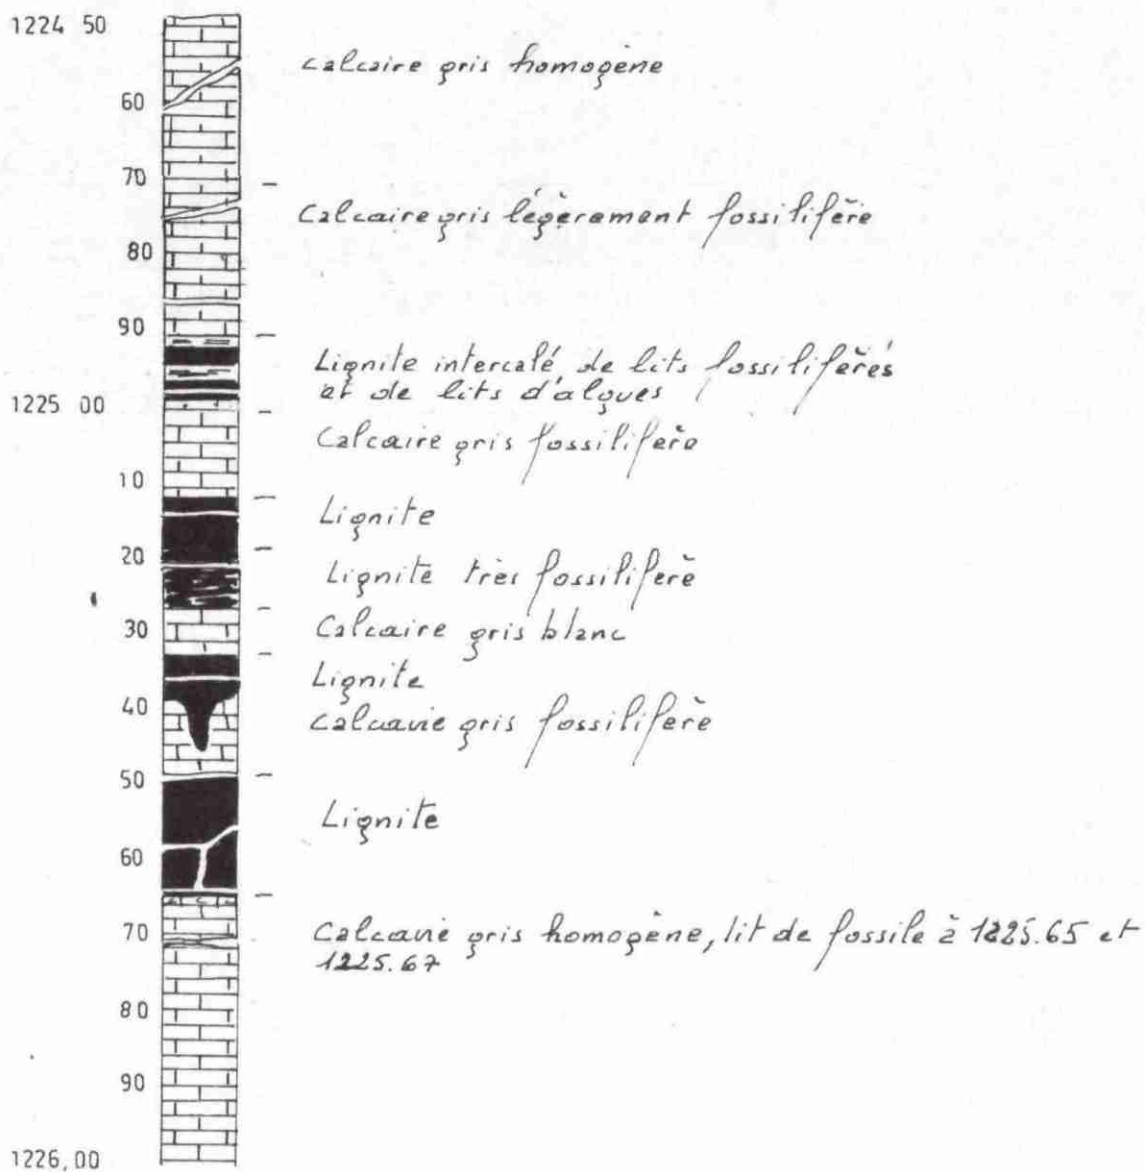 1224 50
calcaire gris homogène
60
70
Calcaire gris légèrement fossilifère
80
90
Lignite intercalé, de lits fossilifères
et de lits d'algues
1225 00
Calcaire gris fossilifère
10
Lignite
20
Lignite très fossilifère
30
Calcaire gris blanc
Lignite
40
calcavie gris fossilifère
50
Lignite
60
70
Calcavie gris homogène, lit de fossile à 1225.65 et
1225.67
80
90
1226,00